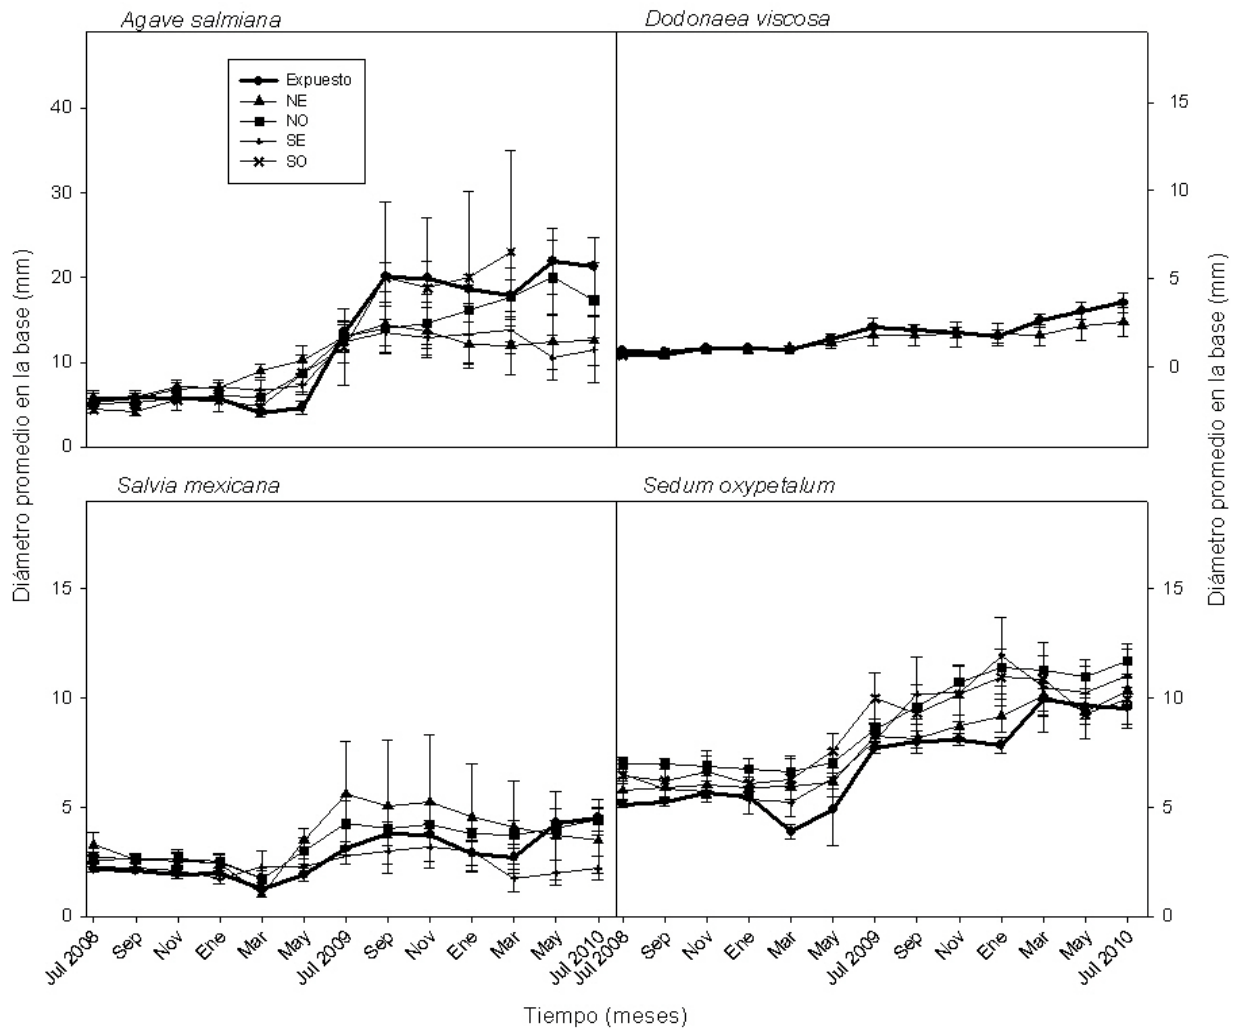 Agave salmiana
Dodonaea viscosa
Expuesto
NE
NO
SE
SO
40
30
20
10
0
15
10
5
0
Diámetro promedio en la base (mm)
Diámetro promedio en la base (mm)
Salvia mexicana
Sedum oxypetalum
15
10
5
0
15
10
5
0
Jul 2008
Sep
Nov
Ene
Mar
May
Jul 2009
Sep
Nov
Ene
Mar
May
Jul 2010
Jul 2008
Sep
Nov
Ene
Mar
May
Jul 2009
Sep
Nov
Ene
Mar
May
Jul 2010
Tiempo (meses)